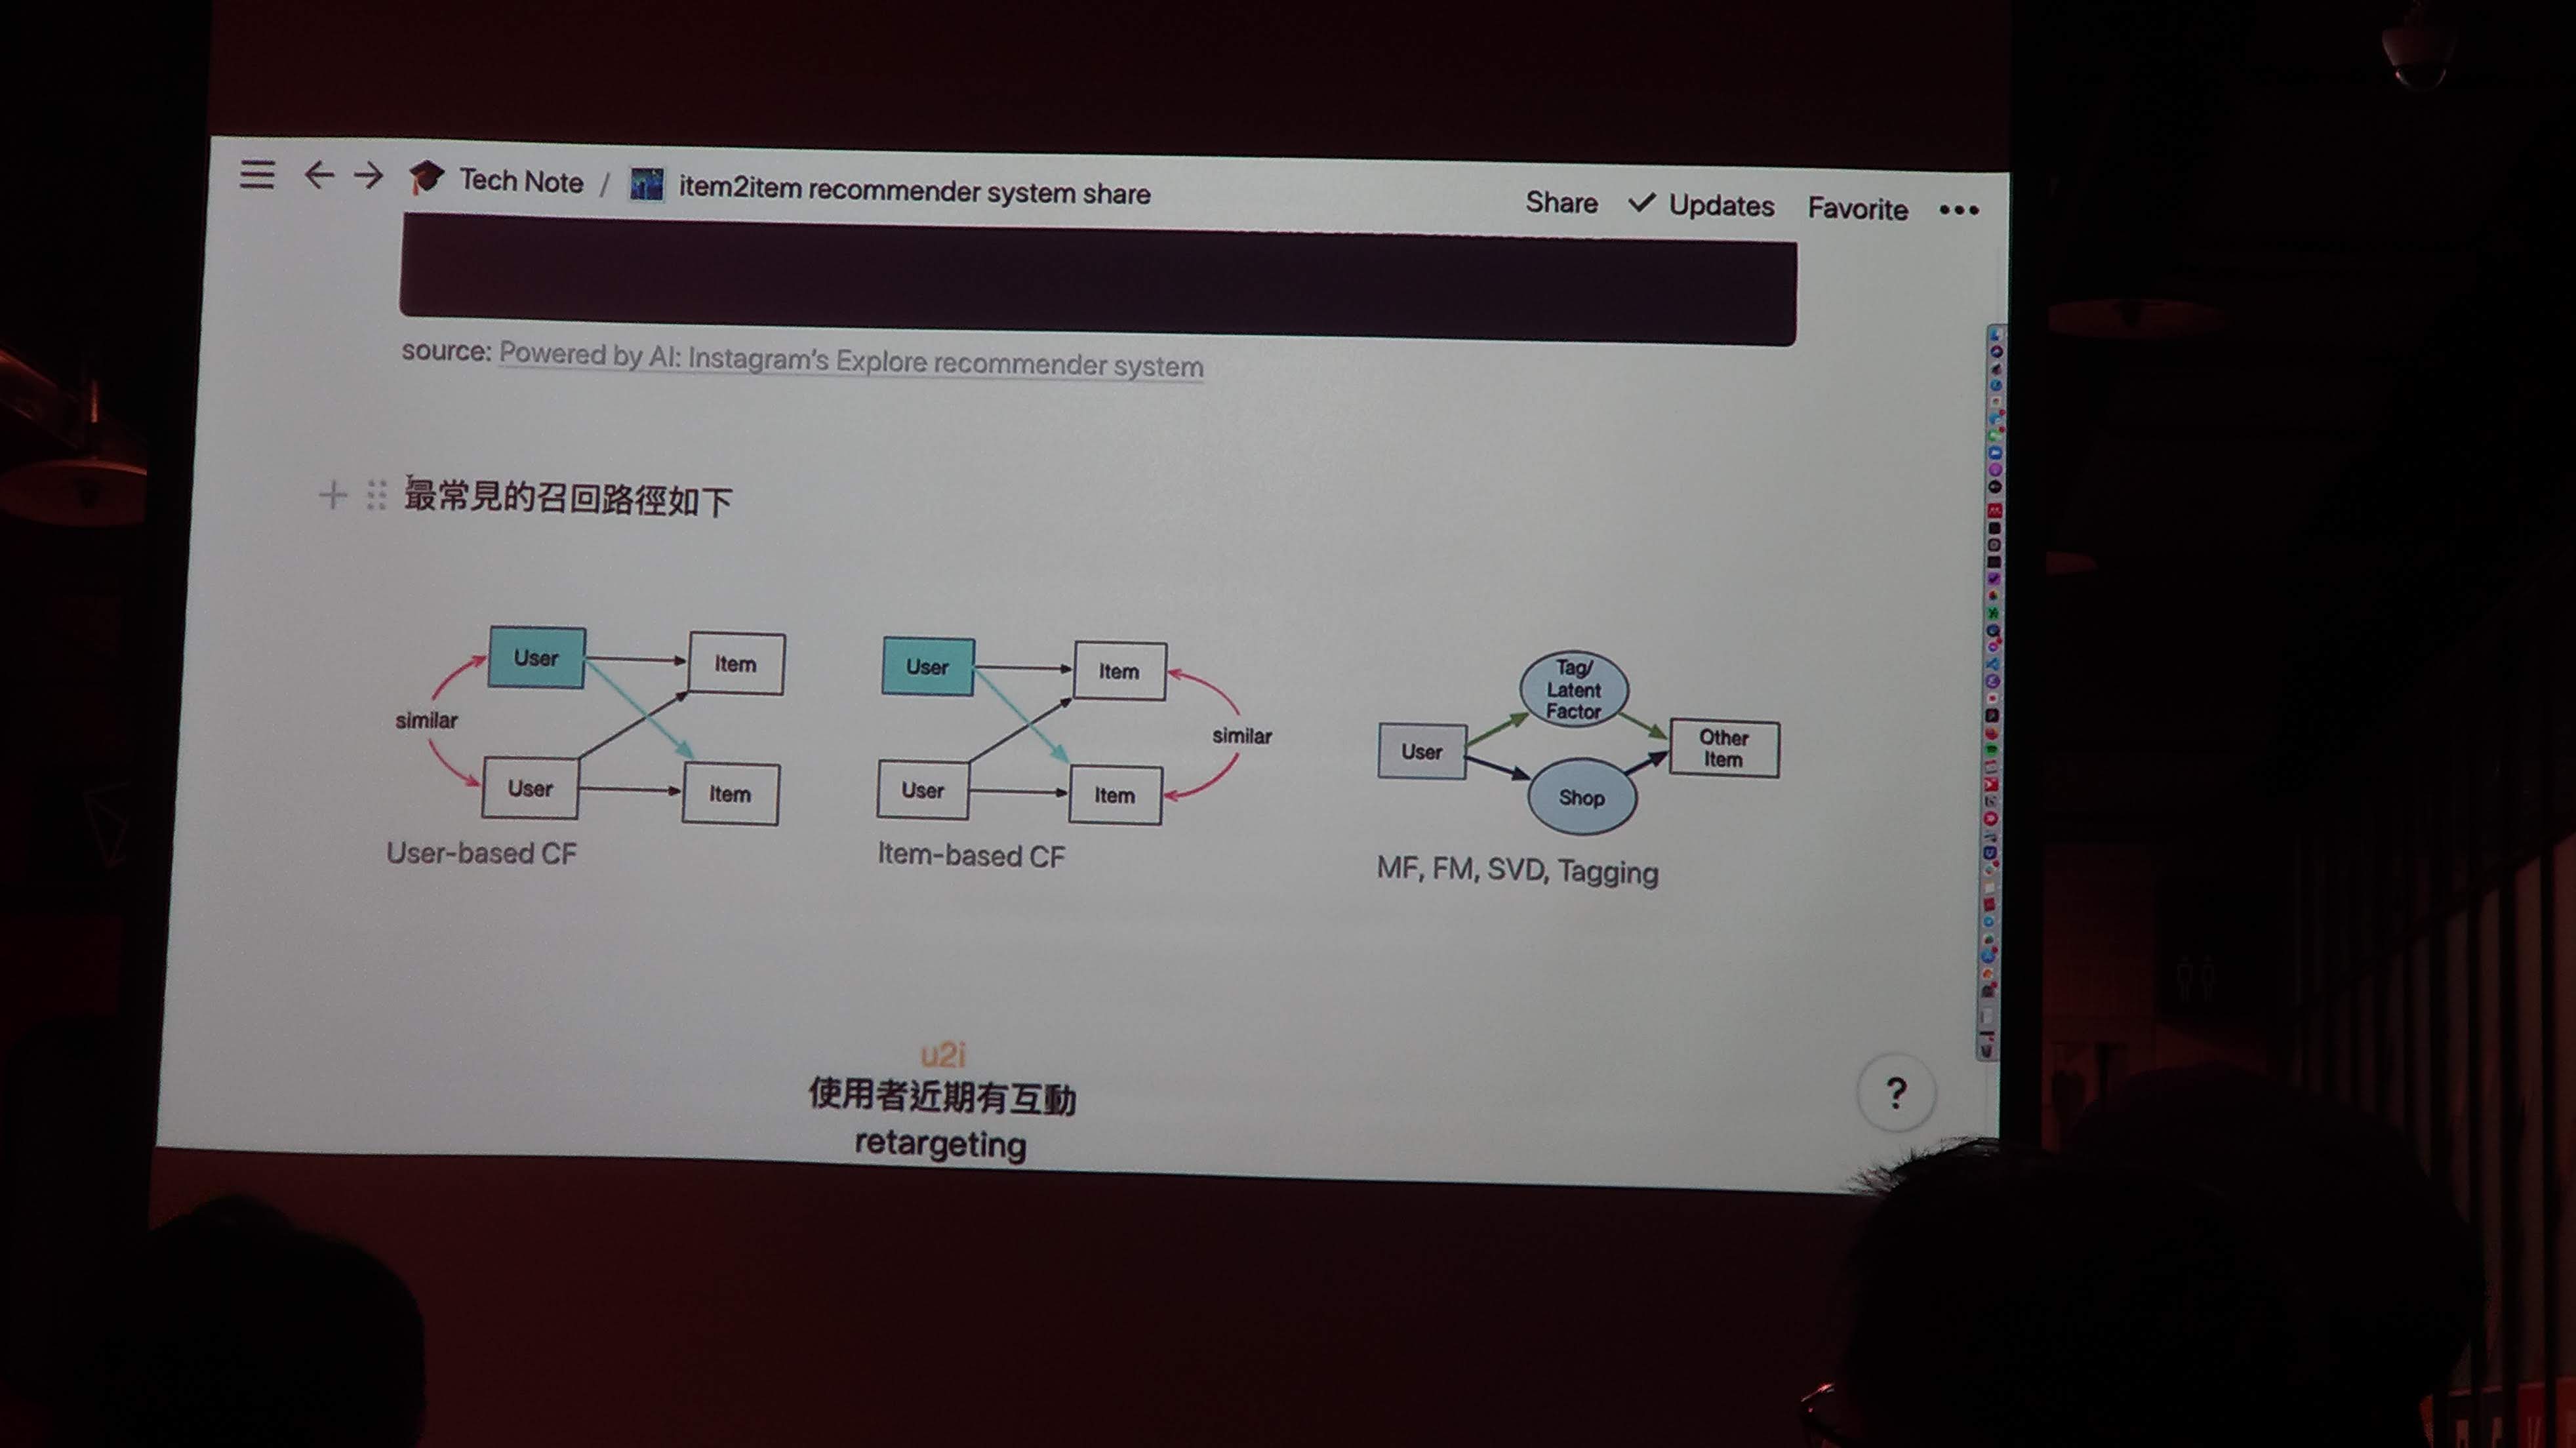 Tech Note / item2item recommender system share
Share ✓ Updates Favorite •••
source: Powered by AI: Instagram's Explore recommender system
最常見的召回路徑如下
User
Item
similar
User
Item
User-based CF
User
Item
similar
User
Item
Item-based CF
Tag/
Latent
Factor
User
Other
Item
Shop
MF, FM, SVD, Tagging
u2i
使用者近期有互動
retargeting
?